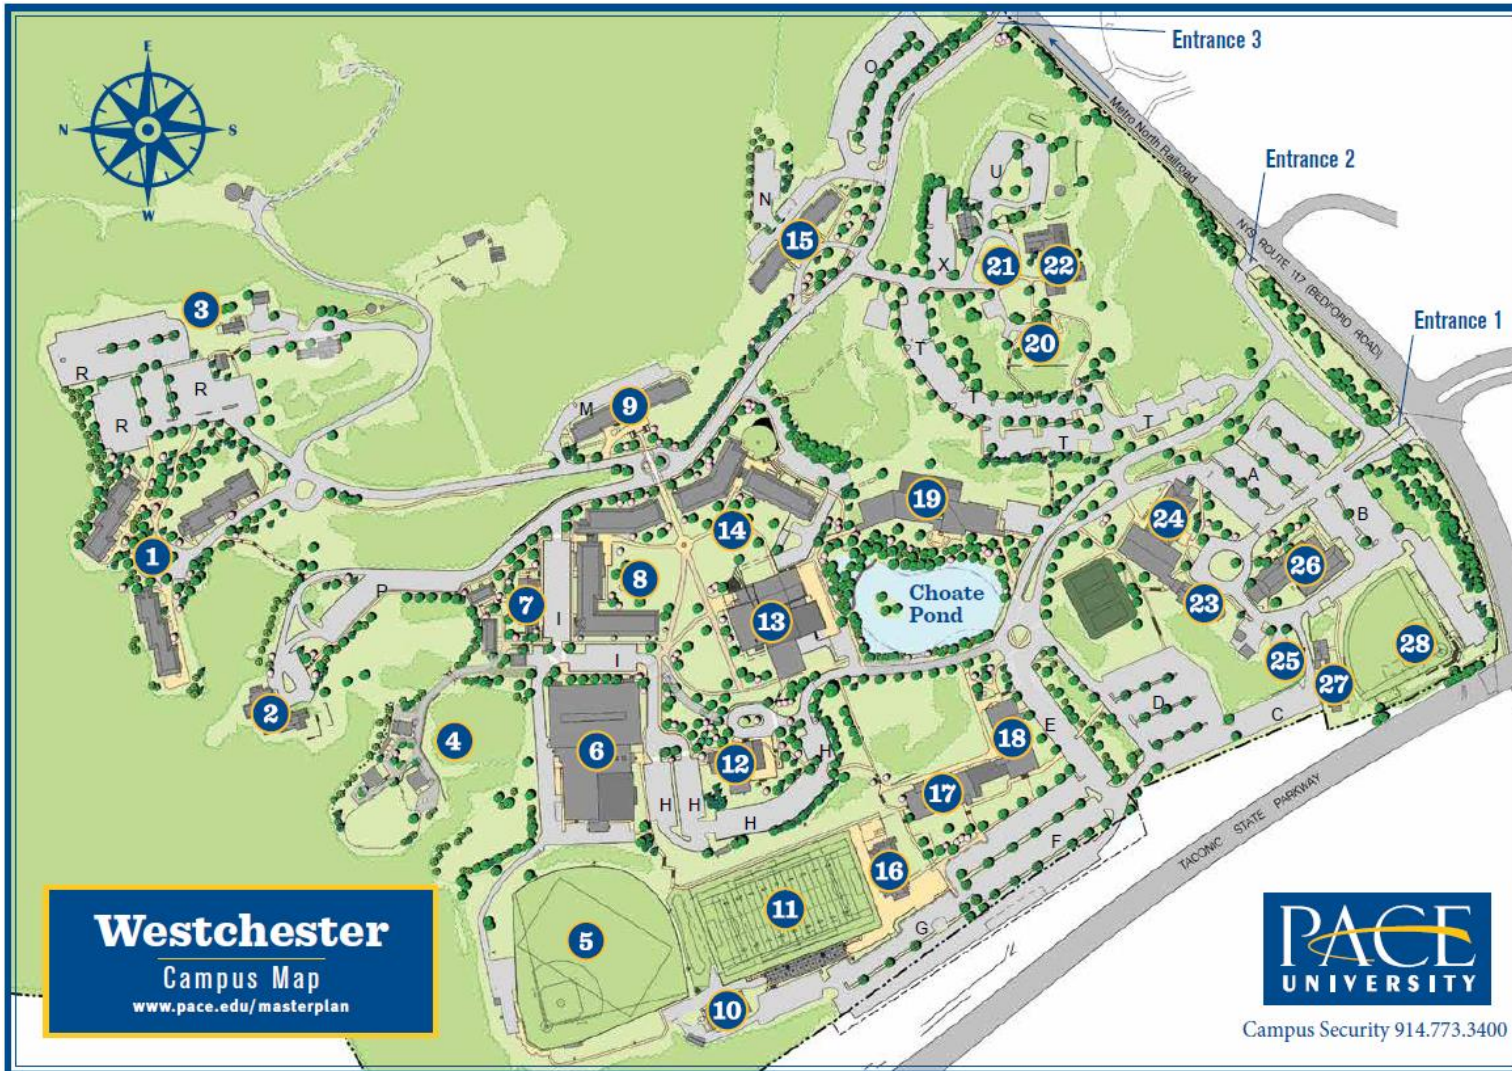 E
N
S
W
Entrance 3
Metro North Railroad
Entrance 2
NYS ROUTE 117 (BEDFORD ROAD)
Entrance 1
O
N
U
15
X
21
22
3
20
R
R
R
T
T
T
T
M
9
A
B
19
14
24
1
26
P
7
8
I
13
Choate
Pond
23
I
28
25
27
2
4
6
12
H
E
18
D
C
H
H
H
17
F
16
TACONIC STATE PARKWAY
11
G
5
10
Westchester
Campus Map
www.pace.edu/masterplan
PACE
UNIVERSITY
Campus Security 914.773.3400